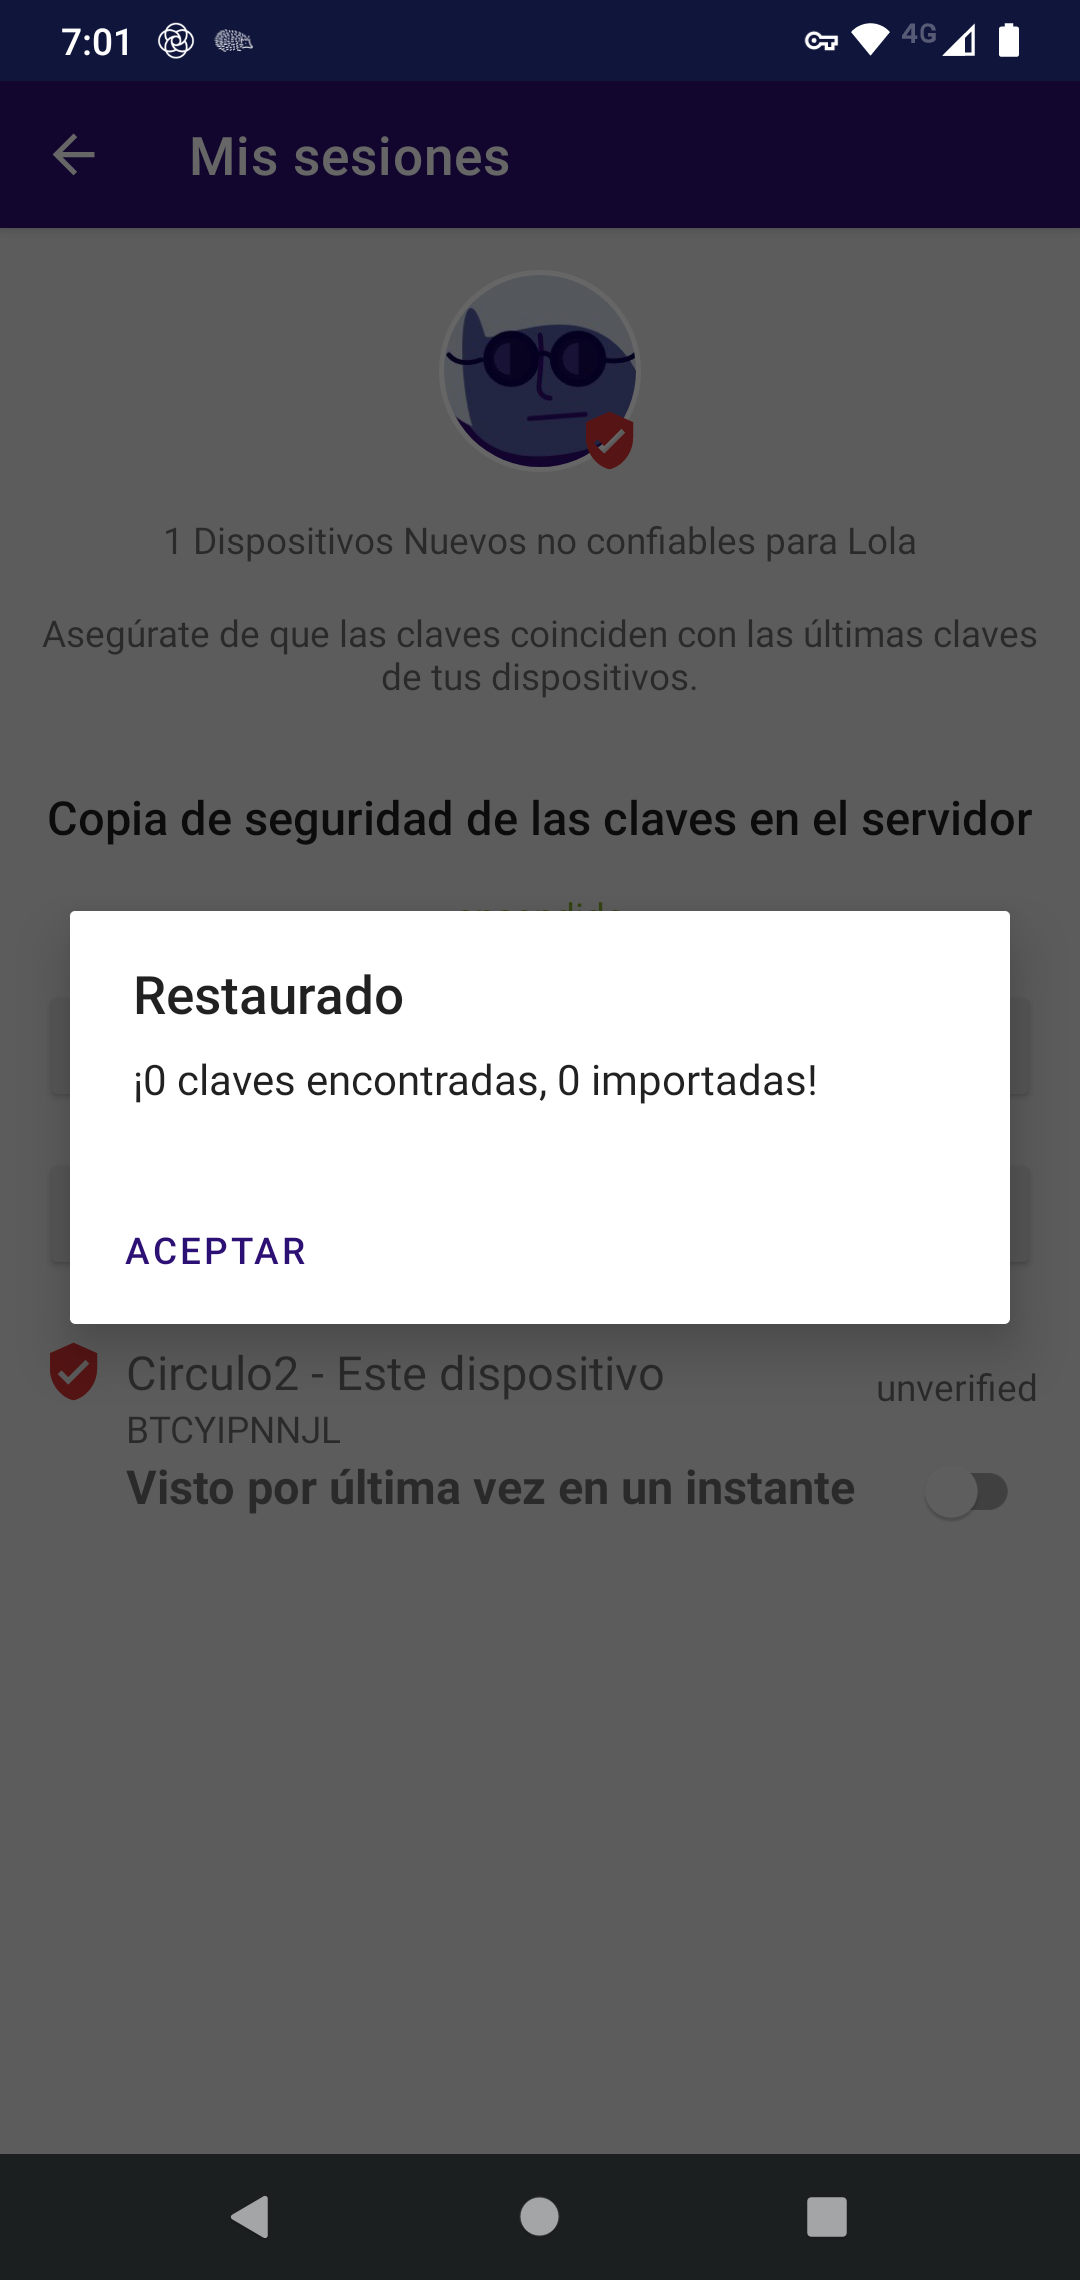 7:01
4G
Mis sesiones
1 Dispositivos Nuevos no confiables para Lola
Asegúrate de que las claves coinciden con las últimas claves
de tus dispositivos.
Copia de seguridad de las claves en el servidor
Restaurado
¡0 claves encontradas, 0 importadas!
ACEPTAR
Circulo2 - Este dispositivo
unverified
BTCYIPNNJL
Visto por última vez en un instante